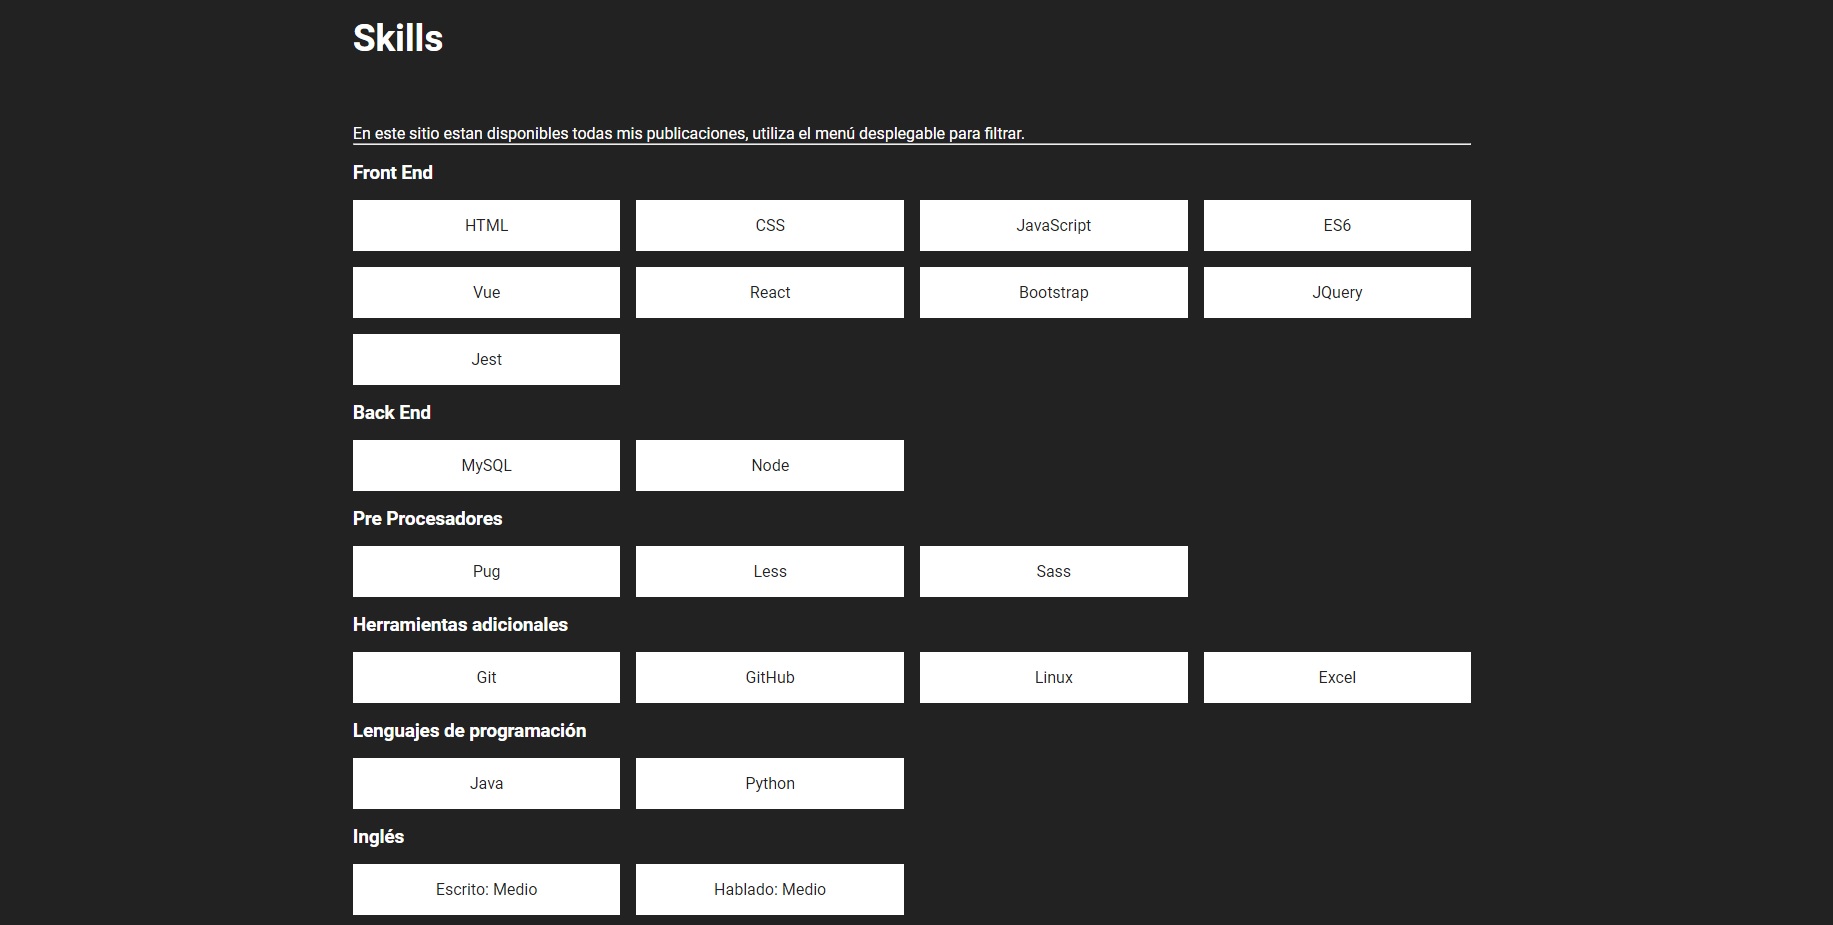 Skills
En este sitio estan disponibles todas mis publicaciones, utiliza el menú desplegable para filtrar.
Front End
HTML CSS JavaScript ES6
Vue React Bootstrap JQuery
Jest
Back End
MySQL Node
Pre Procesadores
Pug Less Sass
Herramientas adicionales
Git GitHub Linux Excel
Lenguajes de programación
Java Python
Inglés
Escrito: Medio Hablado: Medio